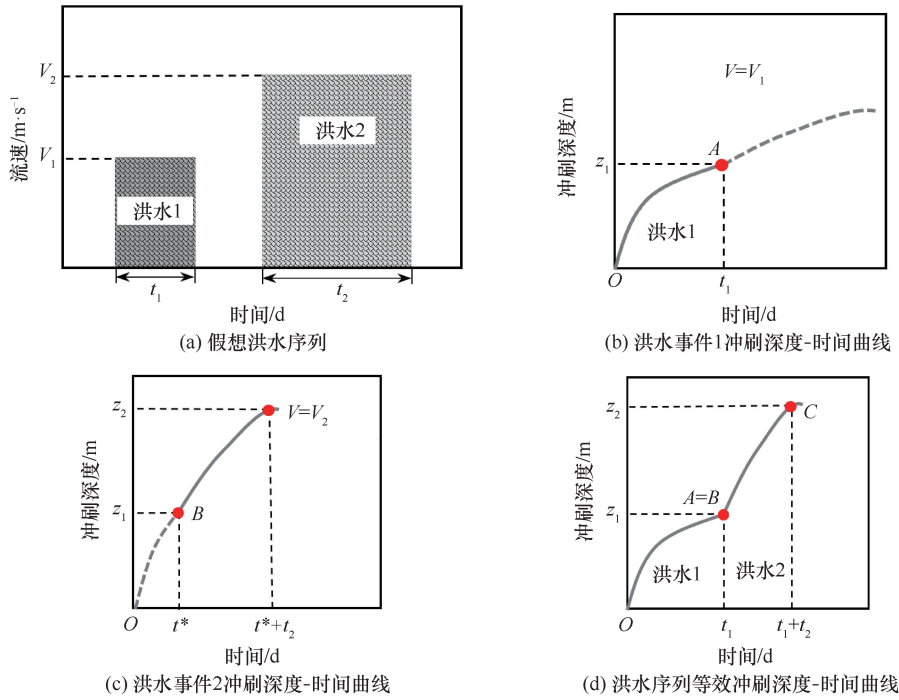 流速/m·s⁻¹
V₂
V₁
洪水1
洪水2
t₁
t₂
时间/d
(a) 假想洪水序列
冲刷深度/m
V=V₁
z₁
A
洪水1
O
t₁
时间/d
(b) 洪水事件1冲刷深度-时间曲线
冲刷深度/m
z₂
V=V₂
z₁
B
O
t*
t*+t₂
时间/d
(c) 洪水事件2冲刷深度-时间曲线
冲刷深度/m
z₂
C
A=B
z₁
洪水1
洪水2
O
t₁
t₁+t₂
时间/d
(d) 洪水序列等效冲刷深度-时间曲线